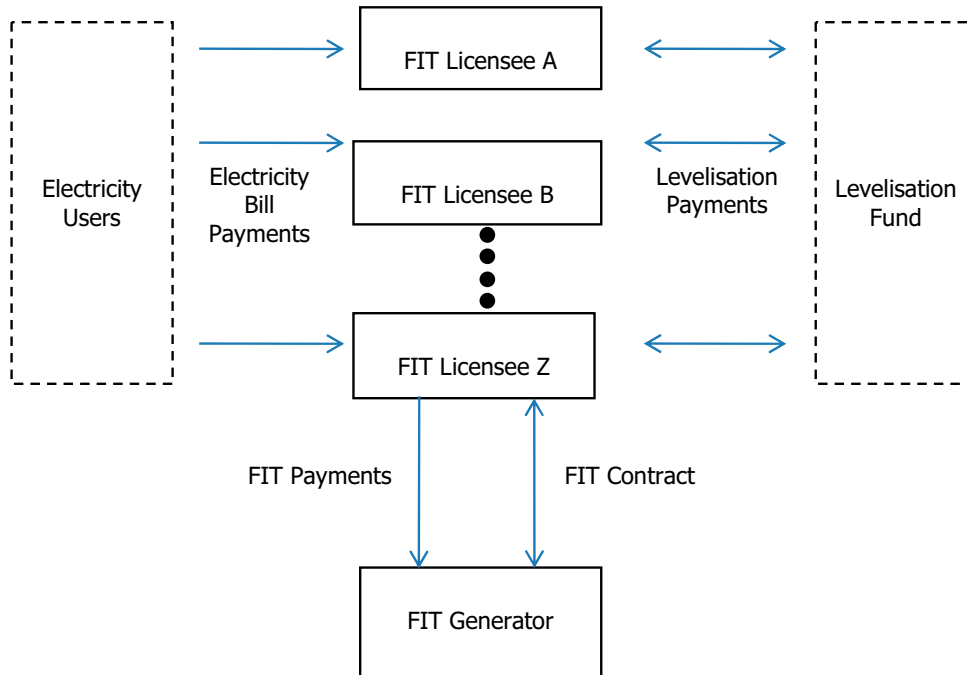 FIT Licensee A
Electricity
Users
Electricity
Bill
Payments
FIT Licensee B
Levelisation
Payments
Levelisation
Fund
FIT Licensee Z
FIT Payments
FIT Contract
FIT Generator